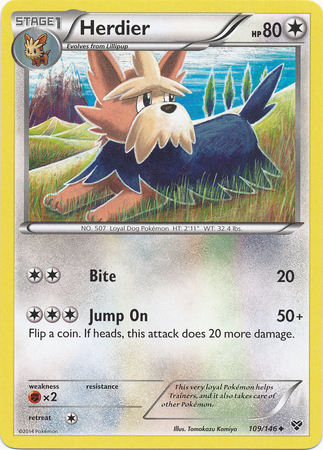 STAGE1
Herdier
HP 80
Evolves from Lillipup
NO. 507 Loyal Dog Pokémon HT: 2'11" WT: 32.4 lbs.
Bite 20
Jump On 50+
Flip a coin. If heads, this attack does 20 more damage.
weakness resistance
×2
retreat
This very loyal Pokémon helps
Trainers, and it also takes care of
other Pokémon.
Illus. Tomokazu Komiya
109/146
©2014 Pokémon